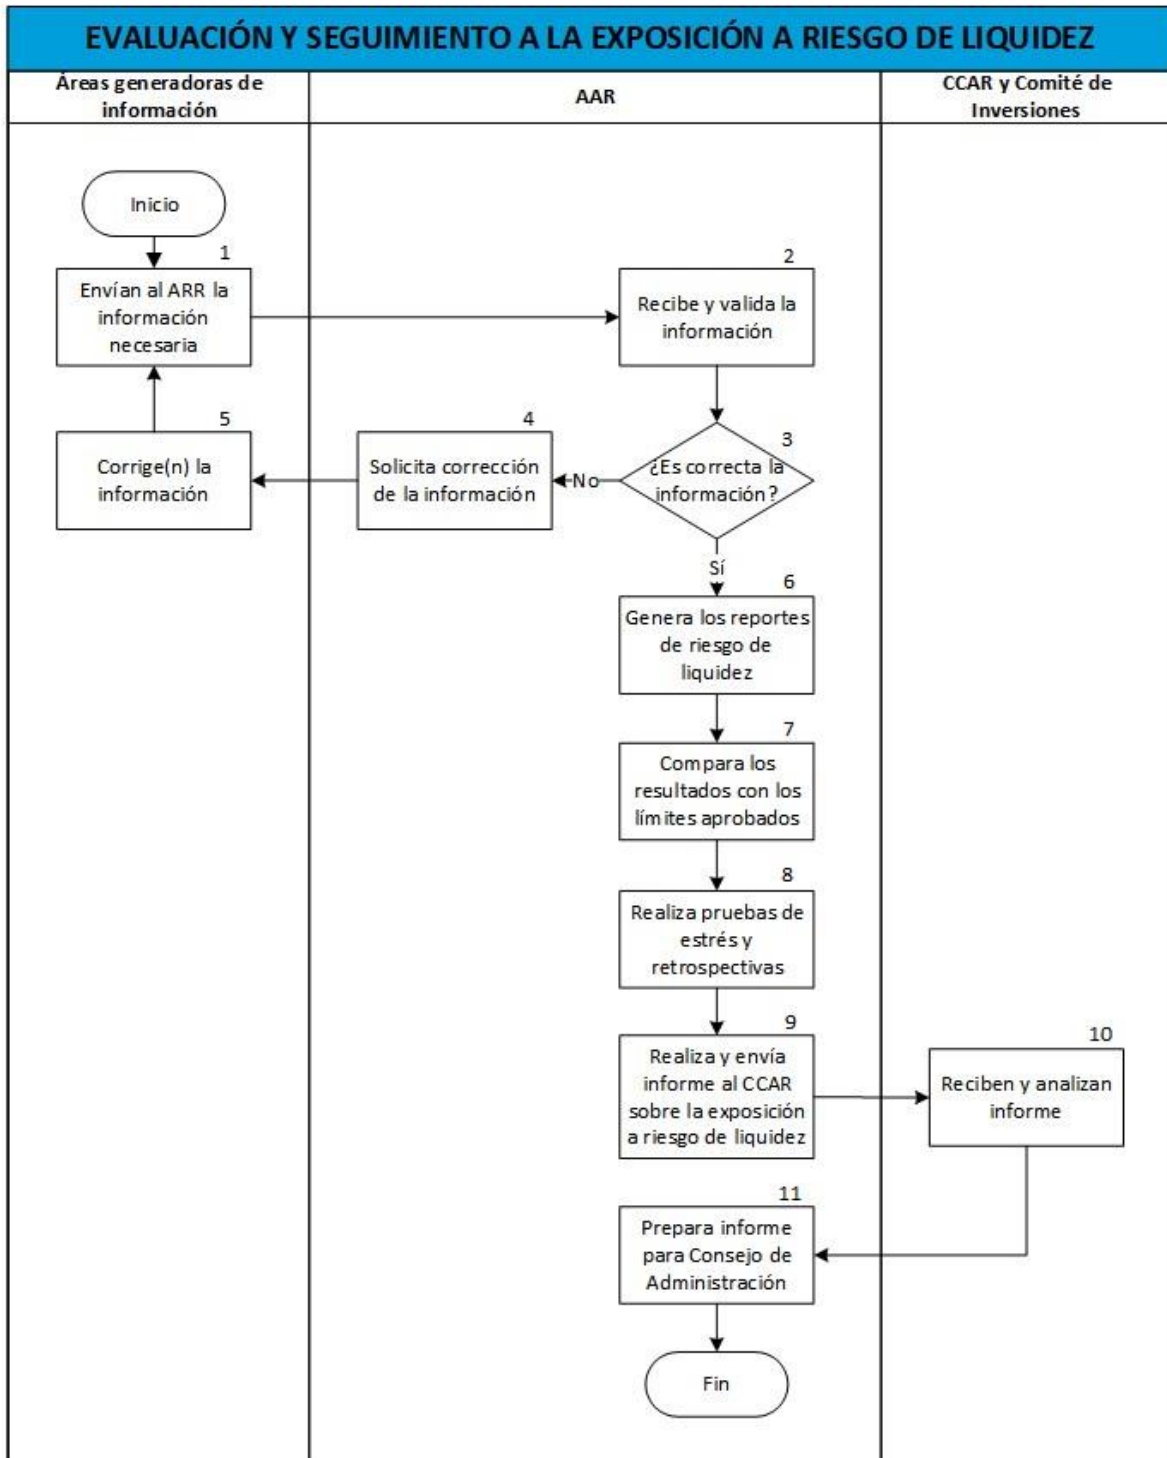 EVALUACIÓN Y SEGUIMIENTO A LA EXPOSICIÓN A RIESGO DE LIQUIDEZ
Áreas generadoras de
información
AAR
CCAR y Comité de
Inversiones
Inicio
1
Envían al ARR la
información
necesaria
2
Recibe y valida la
información
3
¿Es correcta la
información?
No
4
Solicita corrección
de la información
5
Corrige(n) la
información
Sí
6
Genera los reportes
de riesgo de
liquidez
7
Compara los
resultados con los
límites aprobados
8
Realiza pruebas de
estrés y
retrospectivas
9
Realiza y envía
informe al CCAR
sobre la exposición
a riesgo de liquidez
10
Reciben y analizan
informe
11
Prepara informe
para Consejo de
Administración
Fin